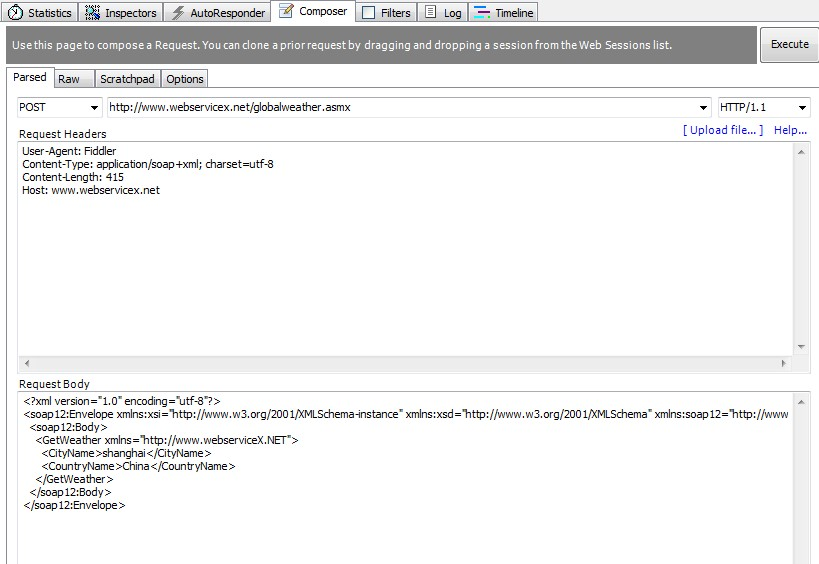 Statistics Inspectors AutoResponder Composer Filters Log Timeline
Use this page to compose a Request. You can clone a prior request by dragging and dropping a session from the Web Sessions list. Execute
Parsed Raw Scratchpad Options
POST http://www.webservicex.net/globalweather.asmx HTTP/1.1
Request Headers [ Upload file... ] Help...
User-Agent: Fiddler
Content-Type: application/soap+xml; charset=utf-8
Content-Length: 415
Host: www.webservicex.net
Request Body
<?xml version="1.0" encoding="utf-8"?>
<soap12:Envelope xmlns:xsi="http://www.w3.org/2001/XMLSchema-instance" xmlns:xsd="http://www.w3.org/2001/XMLSchema" xmlns:soap12="http://www
<soap12:Body>
<GetWeather xmlns="http://www.webserviceX.NET">
<CityName>shanghai</CityName>
<CountryName>China</CountryName>
</GetWeather>
</soap12:Body>
</soap12:Envelope>